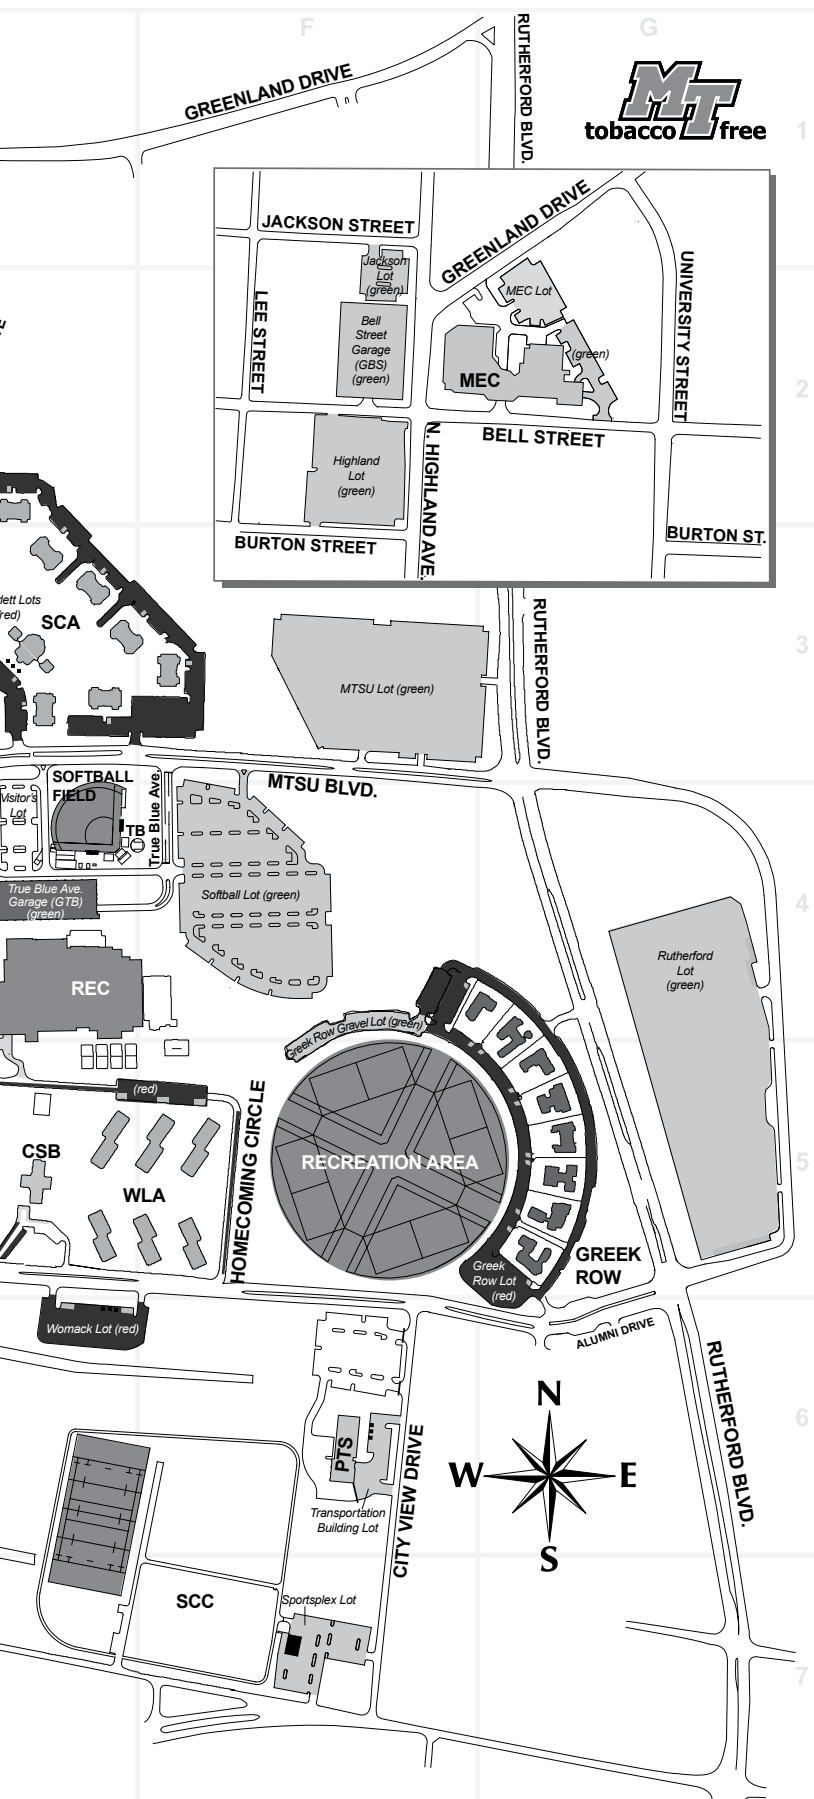 F
G
GREENLAND DRIVE
RUTHERFORD BLVD.
MT
tobacco free
1
JACKSON STREET
GREENLAND DRIVE
Jackson
Lot
(green)
MEC Lot
LEE STREET
UNIVERSITY STREET
Bell
Street
Garage
(GBS)
(green)
(green)
MEC
2
BELL STREET
N. HIGHLAND AVE.
Highland
Lot
(green)
BURTON STREET
BURTON ST.
(red)
SCA
RUTHERFORD BLVD.
3
MTSU Lot (green)
SOFTBALL
FIELD
MTSU BLVD.
Visitor's
Lot
TB
True Blue Ave.
True Blue Ave.
Garage (GTB)
(green)
Softball Lot (green)
4
Rutherford
Lot
(green)
REC
Greek Row Gravel Lot (green)
(red)
HOMECOMING CIRCLE
CSB
RECREATION AREA
5
WLA
GREEK
ROW
Greek
Row Lot
(red)
Womack Lot (red)
ALUMNI DRIVE
RUTHERFORD BLVD.
N
W E
S
6
PTS
CITY VIEW DRIVE
Transportation
Building Lot
SCC
Sportsplex Lot
7